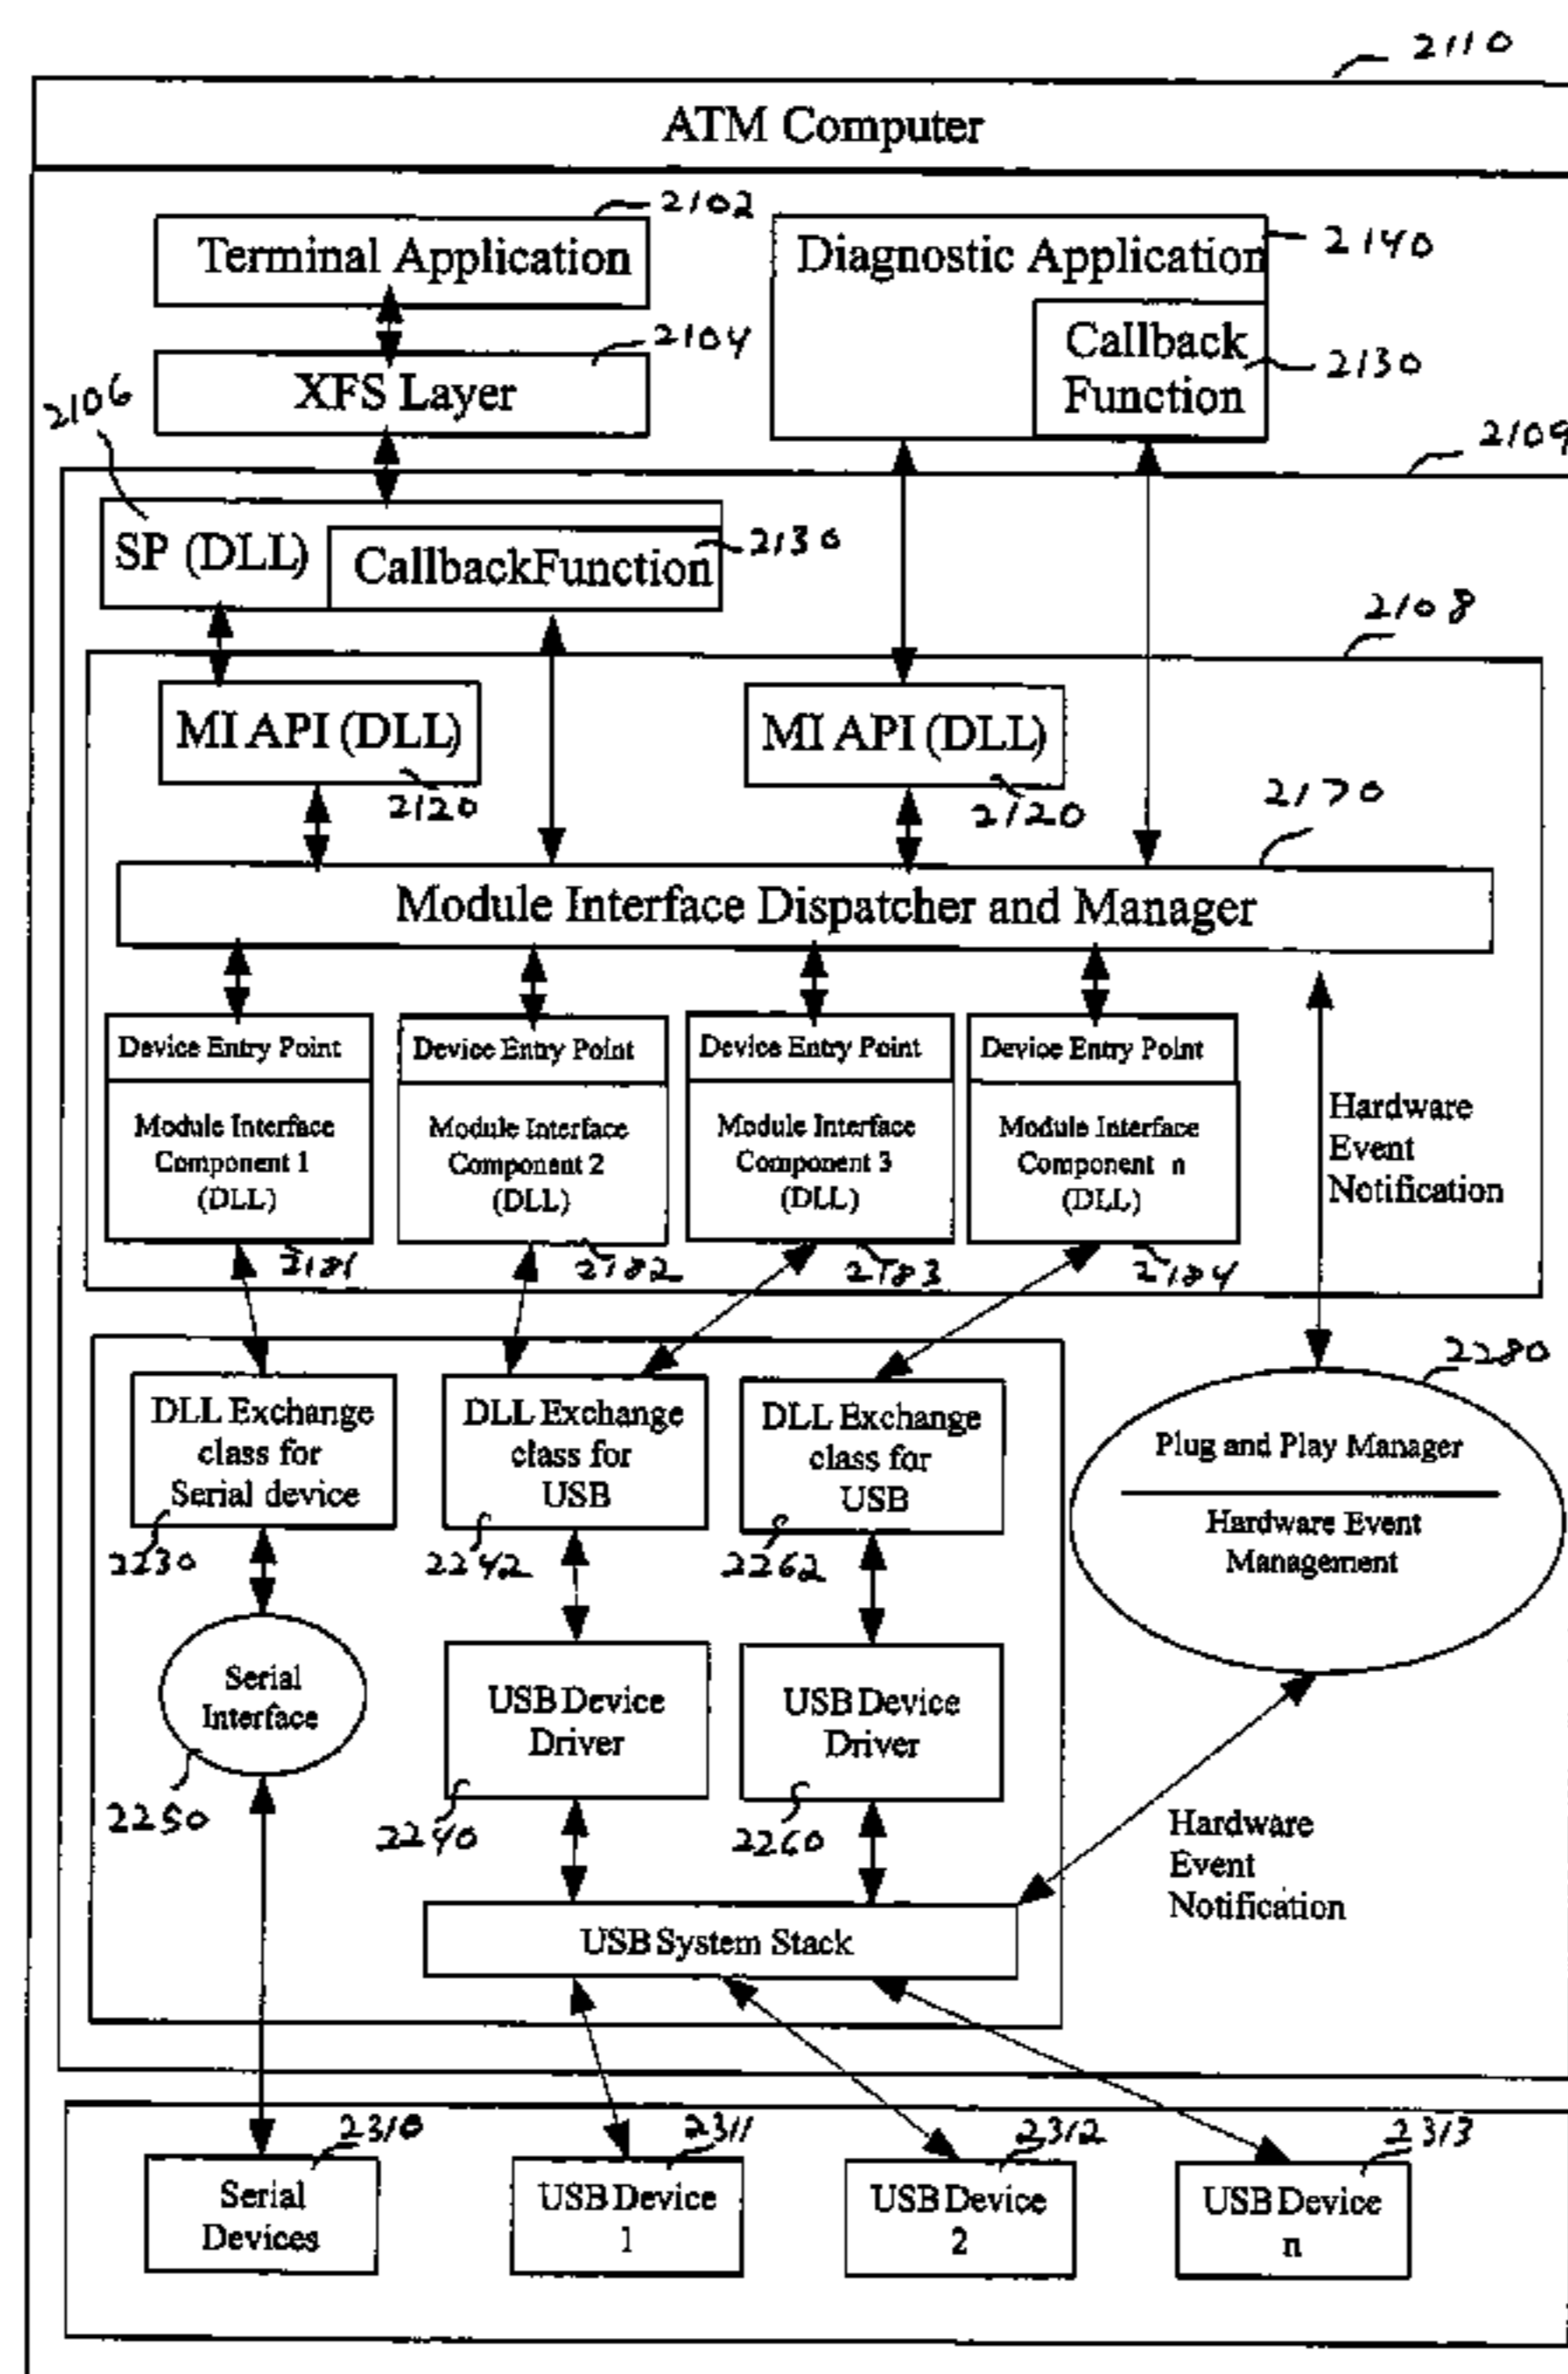 2110
ATM Computer
2102
Terminal Application
2140
Diagnostic Application
Callback
Function
2130
2104
XFS Layer
2106
2109
SP (DLL)
CallbackFunction
2130
2108
MI API (DLL)
2120
MI API (DLL)
2120
2170
Module Interface Dispatcher and Manager
Device Entry Point
Device Entry Point
Device Entry Point
Device Entry Point
Module Interface
Component 1
(DLL)
Module Interface
Component 2
(DLL)
Module Interface
Component 3
(DLL)
Module Interface
Component n
(DLL)
Hardware
Event
Notification
2181
2182
2183
2184
2280
DLL Exchange
class for
Serial device
2230
DLL Exchange
class for
USB
2242
DLL Exchange
class for
USB
2262
Plug and Play Manager
Hardware Event
Management
Serial
Interface
2250
USB Device
Driver
2240
USB Device
Driver
2260
Hardware
Event
Notification
USB System Stack
2310
2311
2312
2313
Serial
Devices
USB Device
1
USB Device
2
USB Device
n